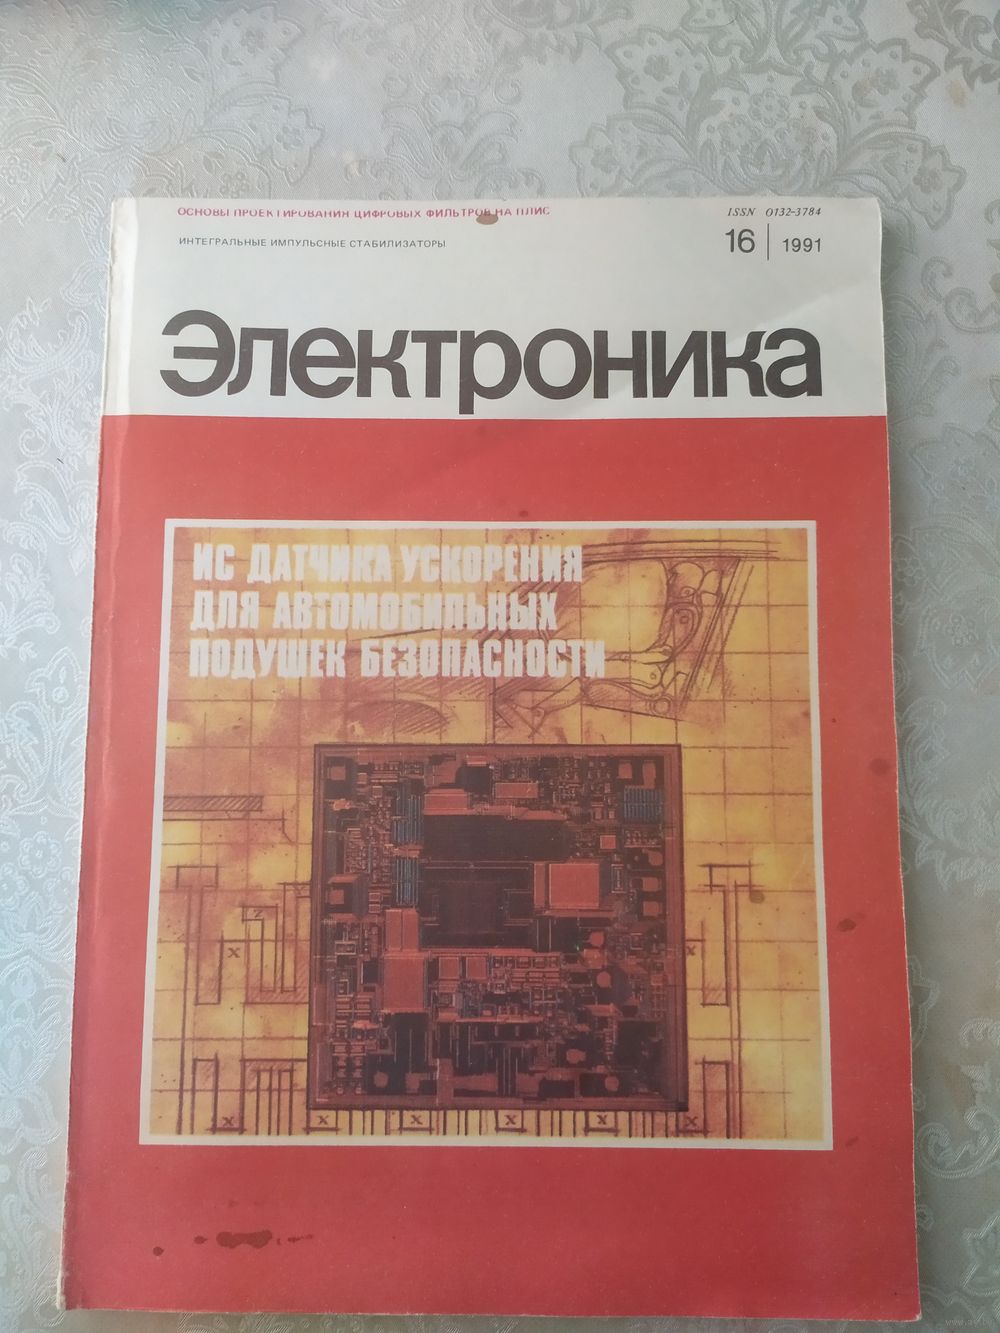 ОСНОВЫ ПРОЕКТИРОВАНИЯ ЦИФРОВЫХ ФИЛЬТРОВ НА ПЛИС
ISSN 0132-3784
ИНТЕГРАЛЬНЫЕ ИМПУЛЬСНЫЕ СТАБИЛИЗАТОРЫ
16 | 1991
Электроника
ИС ДАТЧИКА УСКОРЕНИЯ
ДЛЯ АВТОМОБИЛЬНЫХ
ПОДУШЕК БЕЗОПАСНОСТИ
Z
X X
X X X X X X